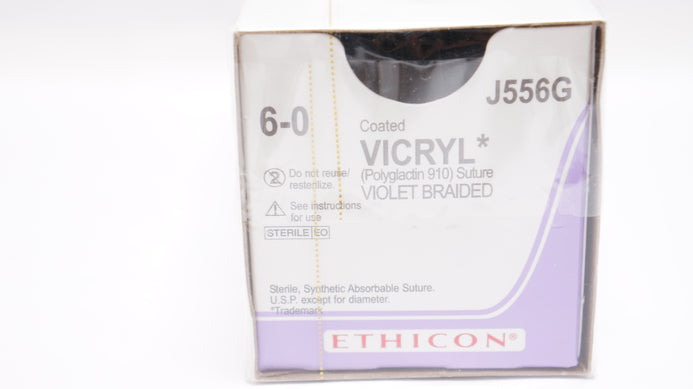 J556G
6-0
Coated
VICRYL*
(Polyglactin 910) Suture
VIOLET BRAIDED
2
Do not reuse/
resterilize.
See instructions
for use
STERILE EO
Sterile, Synthetic Absorbable Suture.
U.S.P. except for diameter.
*Trademark
ETHICON®